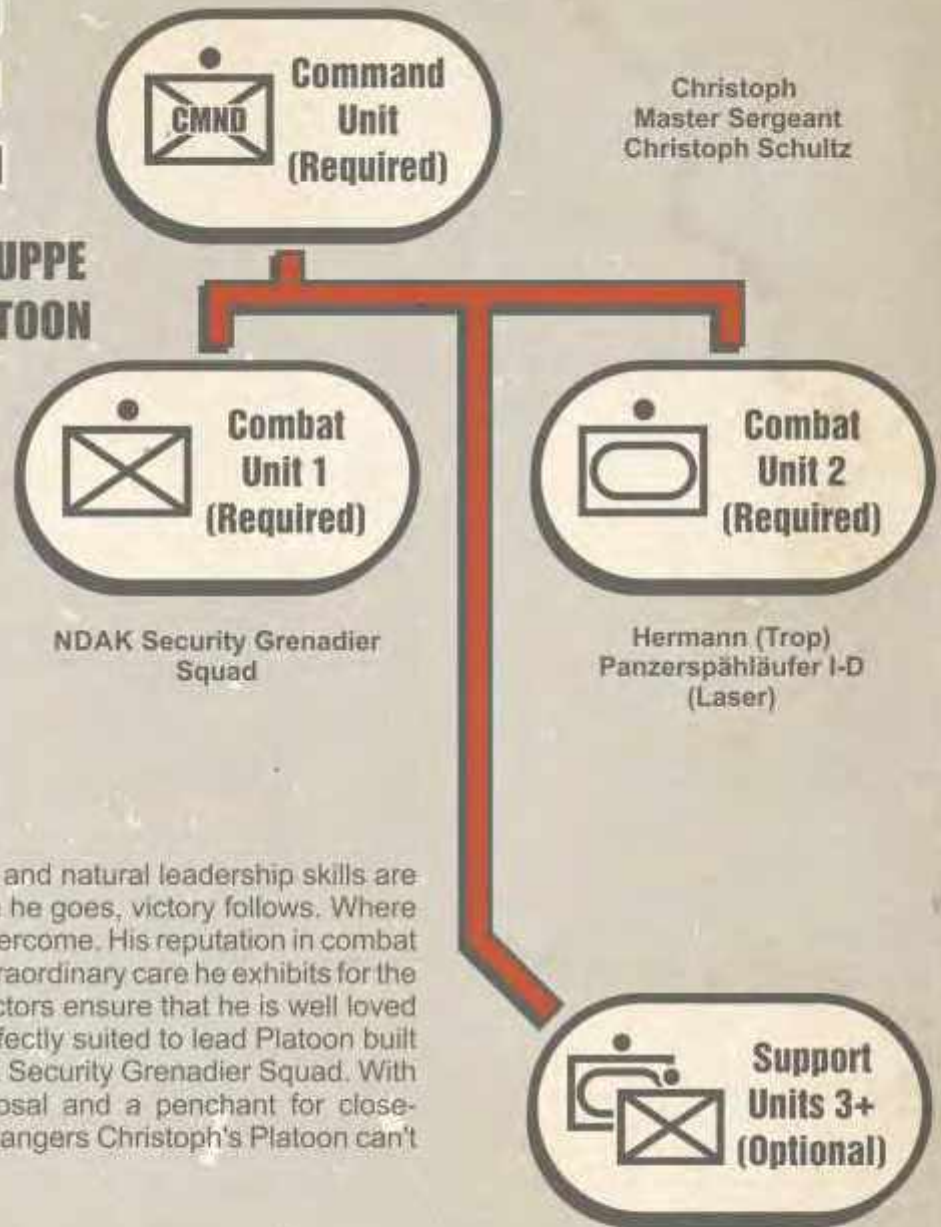 Command
Unit
(Required)
CMND
Christoph
Master Sergeant
Christoph Schultz
UPPE
TOON
Combat
Unit 1
(Required)
Combat
Unit 2
(Required)
NDAK Security Grenadier
Squad
Hermann (Trop)
Panzerspähläufer I-D
(Laser)
and natural leadership skills are
he goes, victory follows. Where
ercome. His reputation in combat
raordinary care he exhibits for the
ctors ensure that he is well loved
fectly suited to lead Platoon built
Security Grenadier Squad. With
osal and a penchant for close-
angers Christoph's Platoon can't
Support
Units 3+
(Optional)